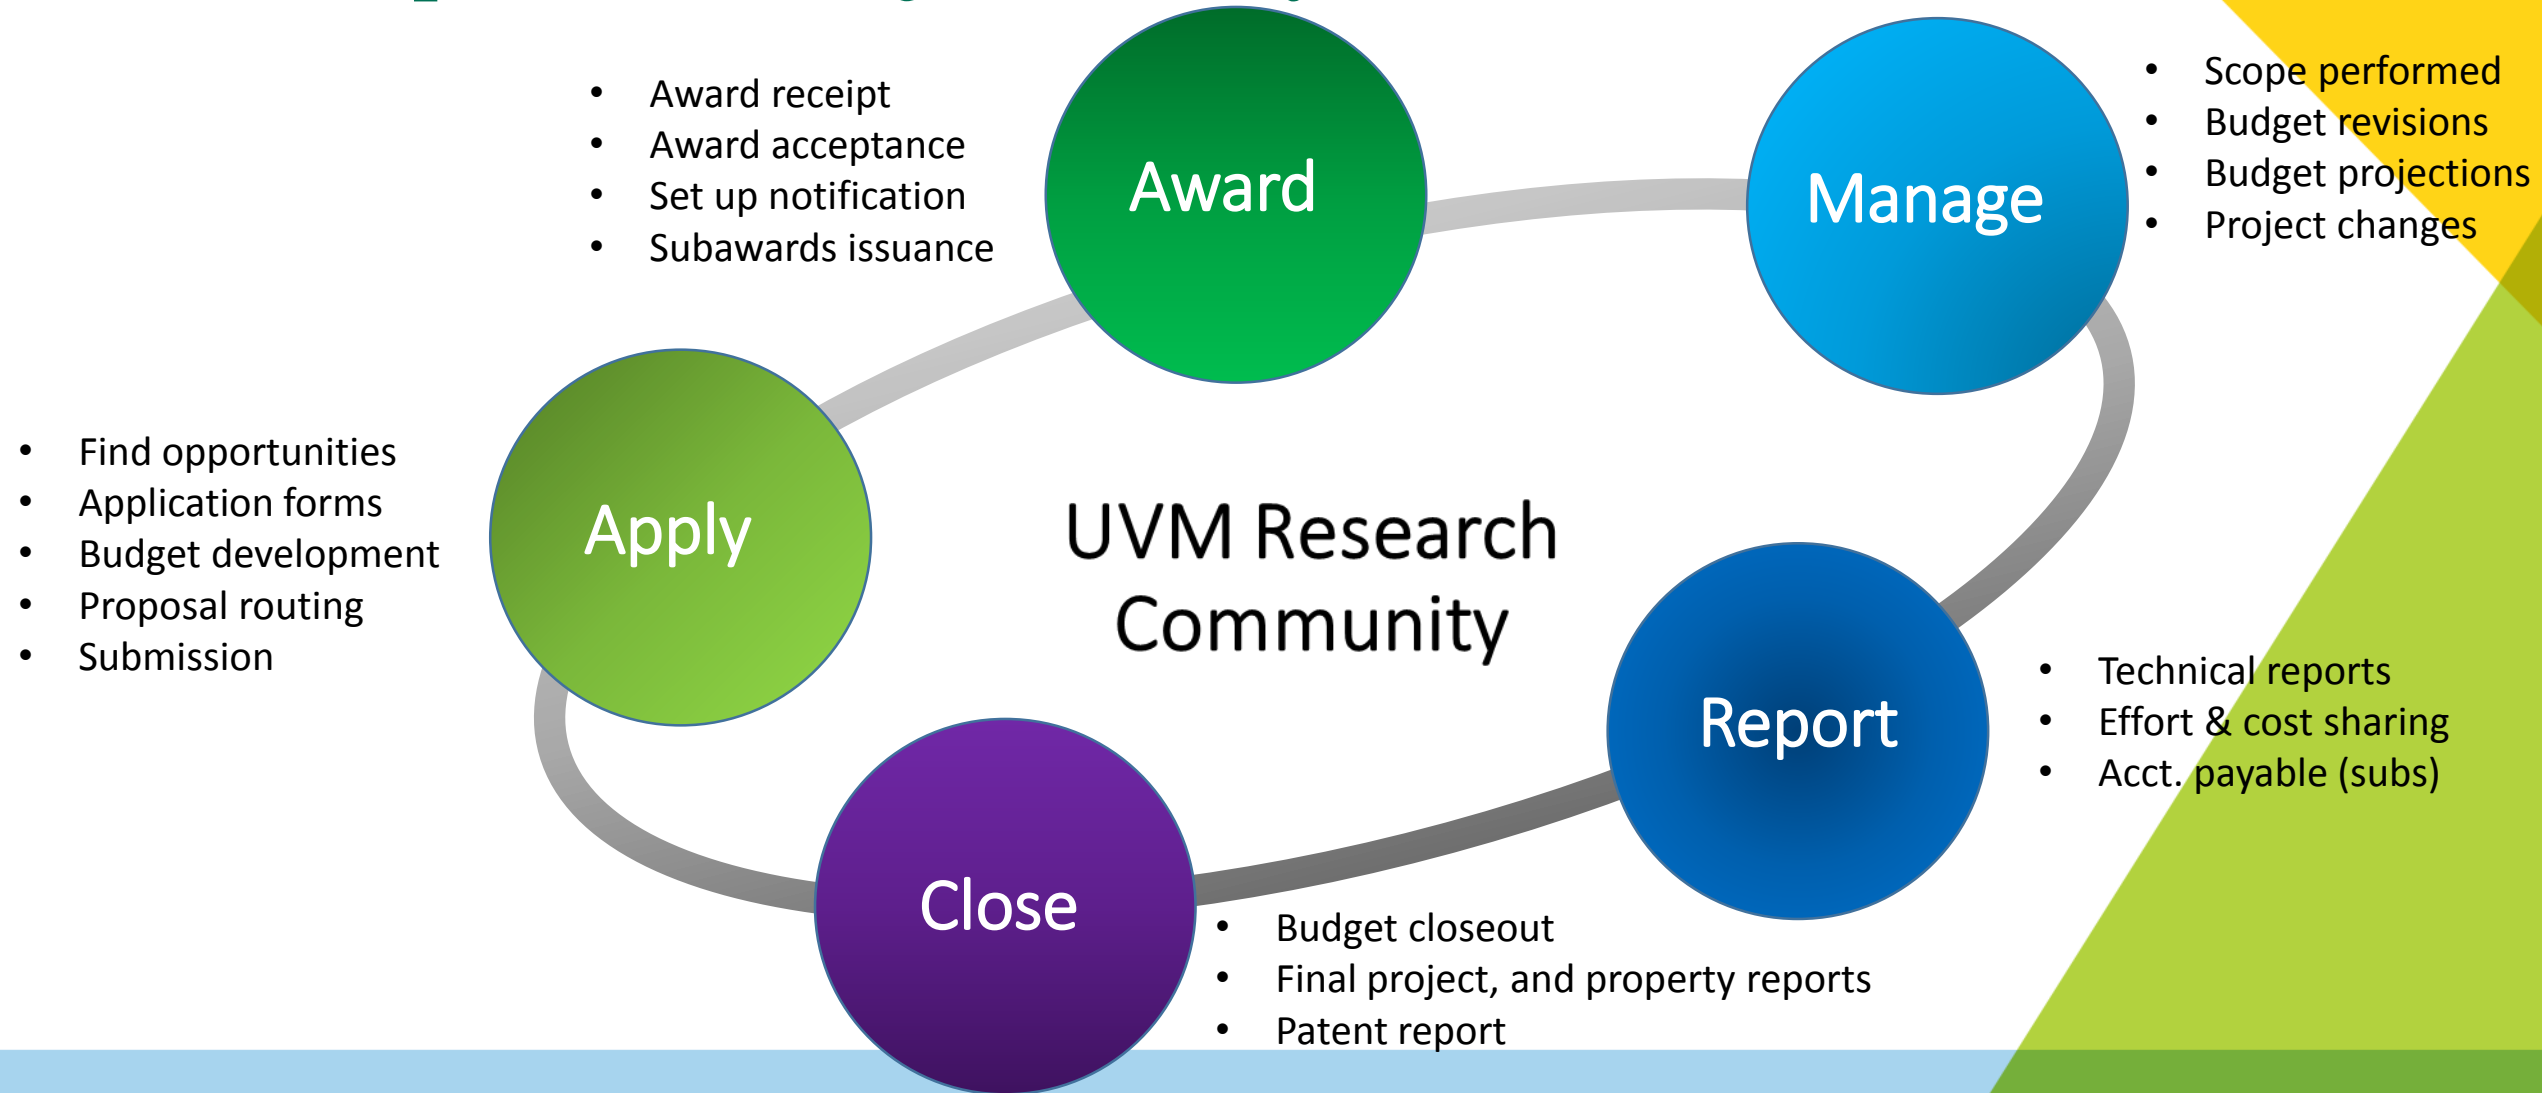 Award
• Award receipt
• Award acceptance
• Set up notification
• Subawards issuance
Manage
• Scope performed
• Budget revisions
• Budget projections
• Project changes
Apply
• Find opportunities
• Application forms
• Budget development
• Proposal routing
• Submission
UVM Research
Community
Report
• Technical reports
• Effort & cost sharing
• Acct. payable (subs)
Close
• Budget closeout
• Final project, and property reports
• Patent report